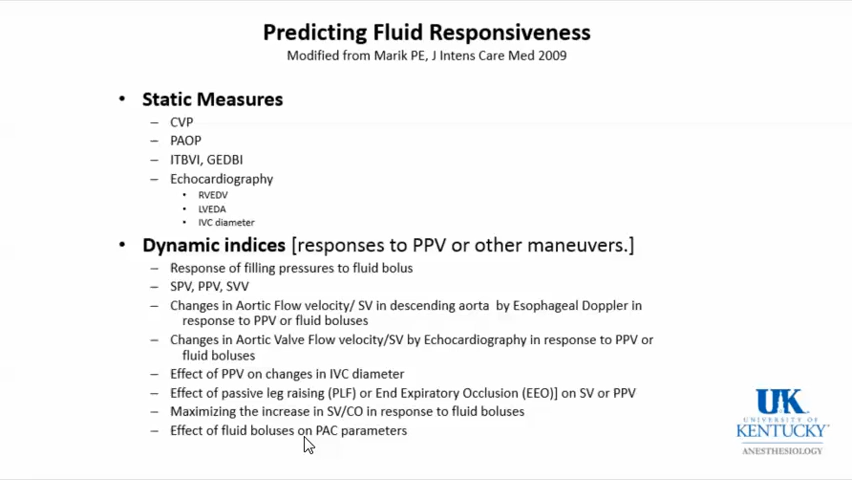 Predicting Fluid Responsiveness
Modified from Marik PE, J Intens Care Med 2009
• Static Measures
– CVP
– PAOP
– ITBVI, GEDBI
– Echocardiography
• RVEDV
• LVEDA
• IVC diameter
• Dynamic indices [responses to PPV or other maneuvers.]
– Response of filling pressures to fluid bolus
– SPV, PPV, SVV
– Changes in Aortic Flow velocity/ SV in descending aorta by Esophageal Doppler in
response to PPV or fluid boluses
– Changes in Aortic Valve Flow velocity/SV by Echocardiography in response to PPV or
fluid boluses
– Effect of PPV on changes in IVC diameter
– Effect of passive leg raising (PLF) or End Expiratory Occlusion (EEO)] on SV or PPV
– Maximizing the increase in SV/CO in response to fluid boluses
– Effect of fluid boluses on PAC parameters
UK
UNIVERSITY OF
KENTUCKY
ANESTHESIOLOGY